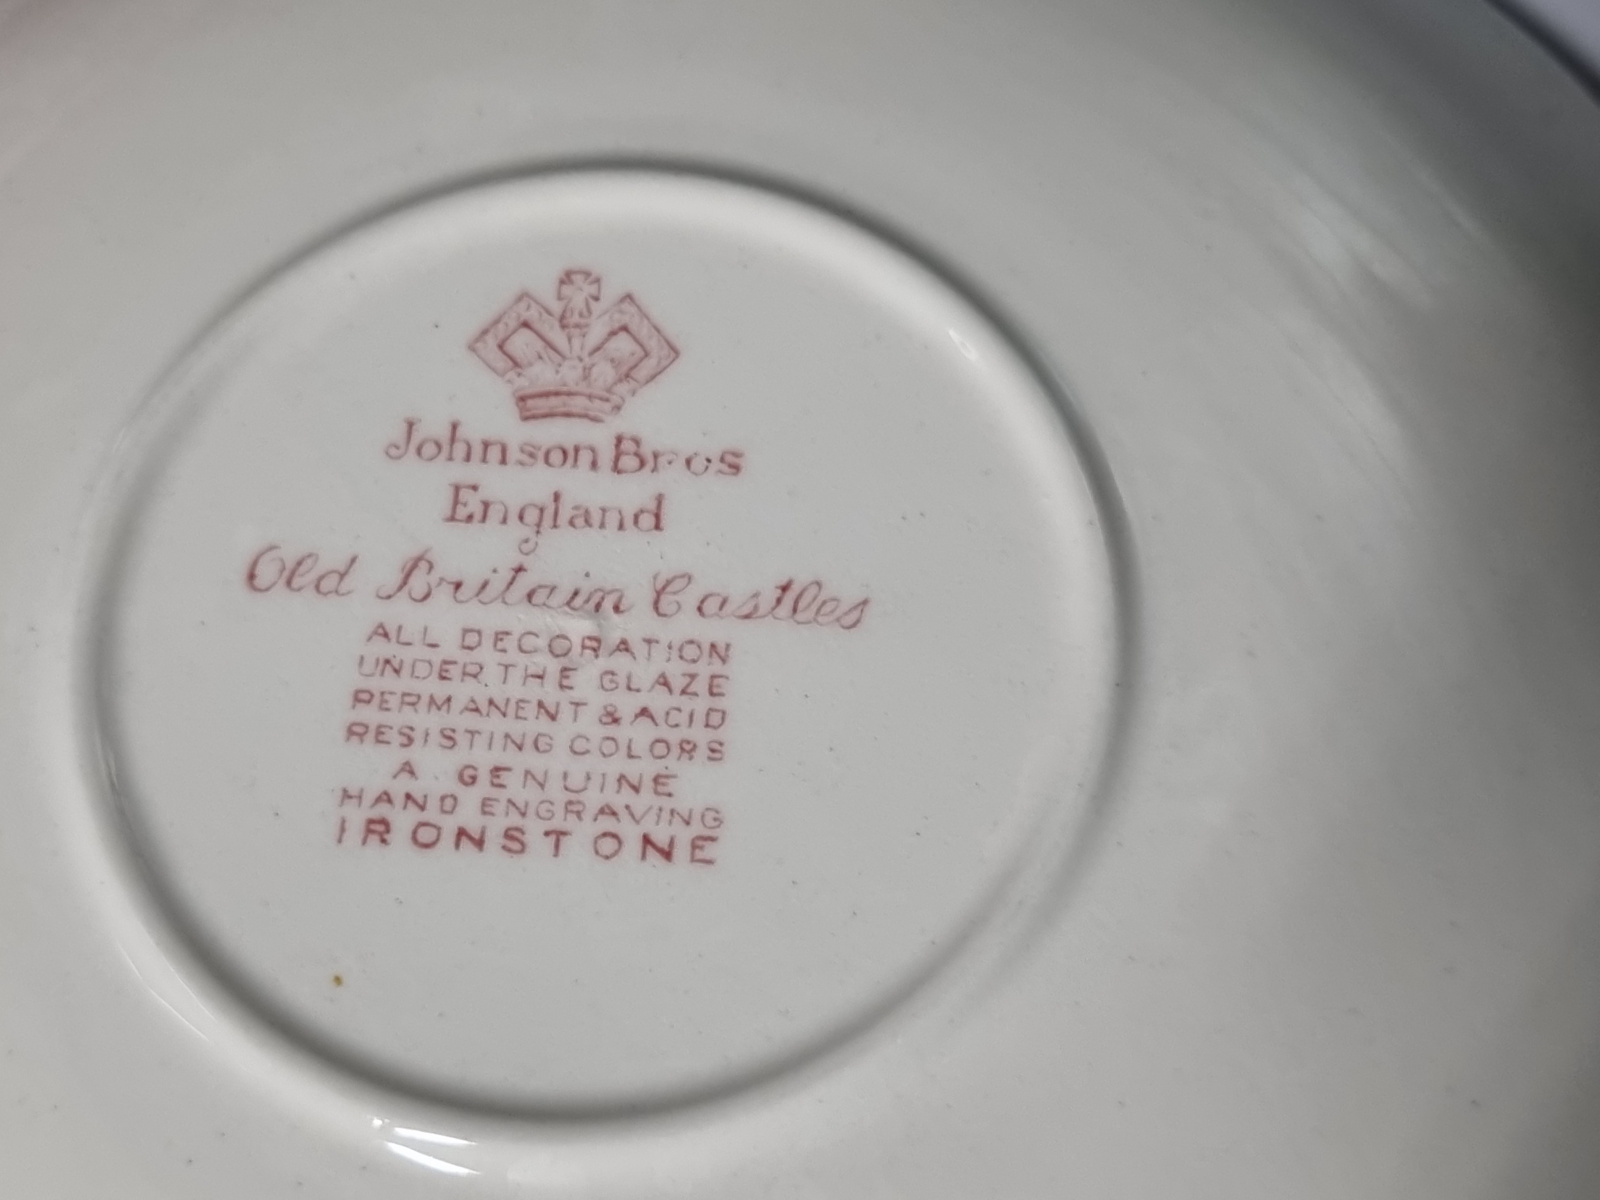 Johnson Bros
England
Old Britain Castles
ALL DECORATION
UNDER THE GLAZE
PERMANENT & ACID
RESISTING COLORS
A GENUINE
HAND ENGRAVING
IRONSTONE